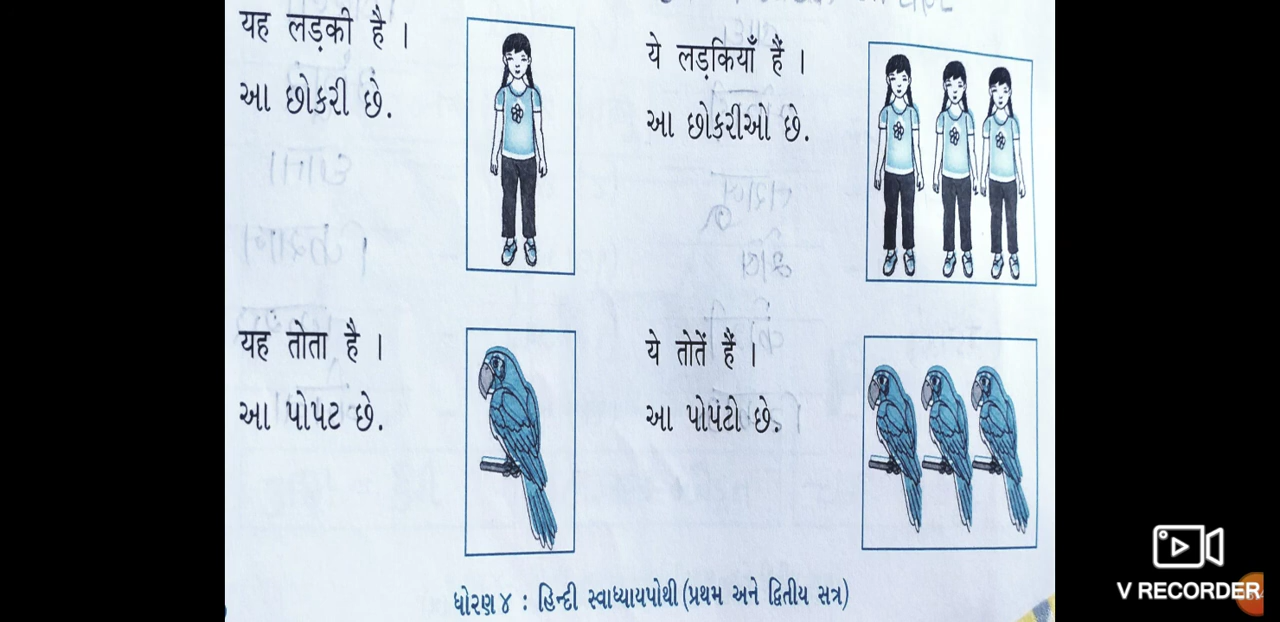 यह लड़की है ।
આ છોકરી છે.
ये लड़कियाँ हैं ।
આ છોકરીઓ છે.
यह तोता है ।
આ પોપટ છે.
ये तोतें हैं ।
આ પોપટો છે.
ધોરણ ૪ : હિન્દી સ્વાધ્યાયપોથી (પ્રથમ અને દ્વિતીય સત્ર)
V RECORDER